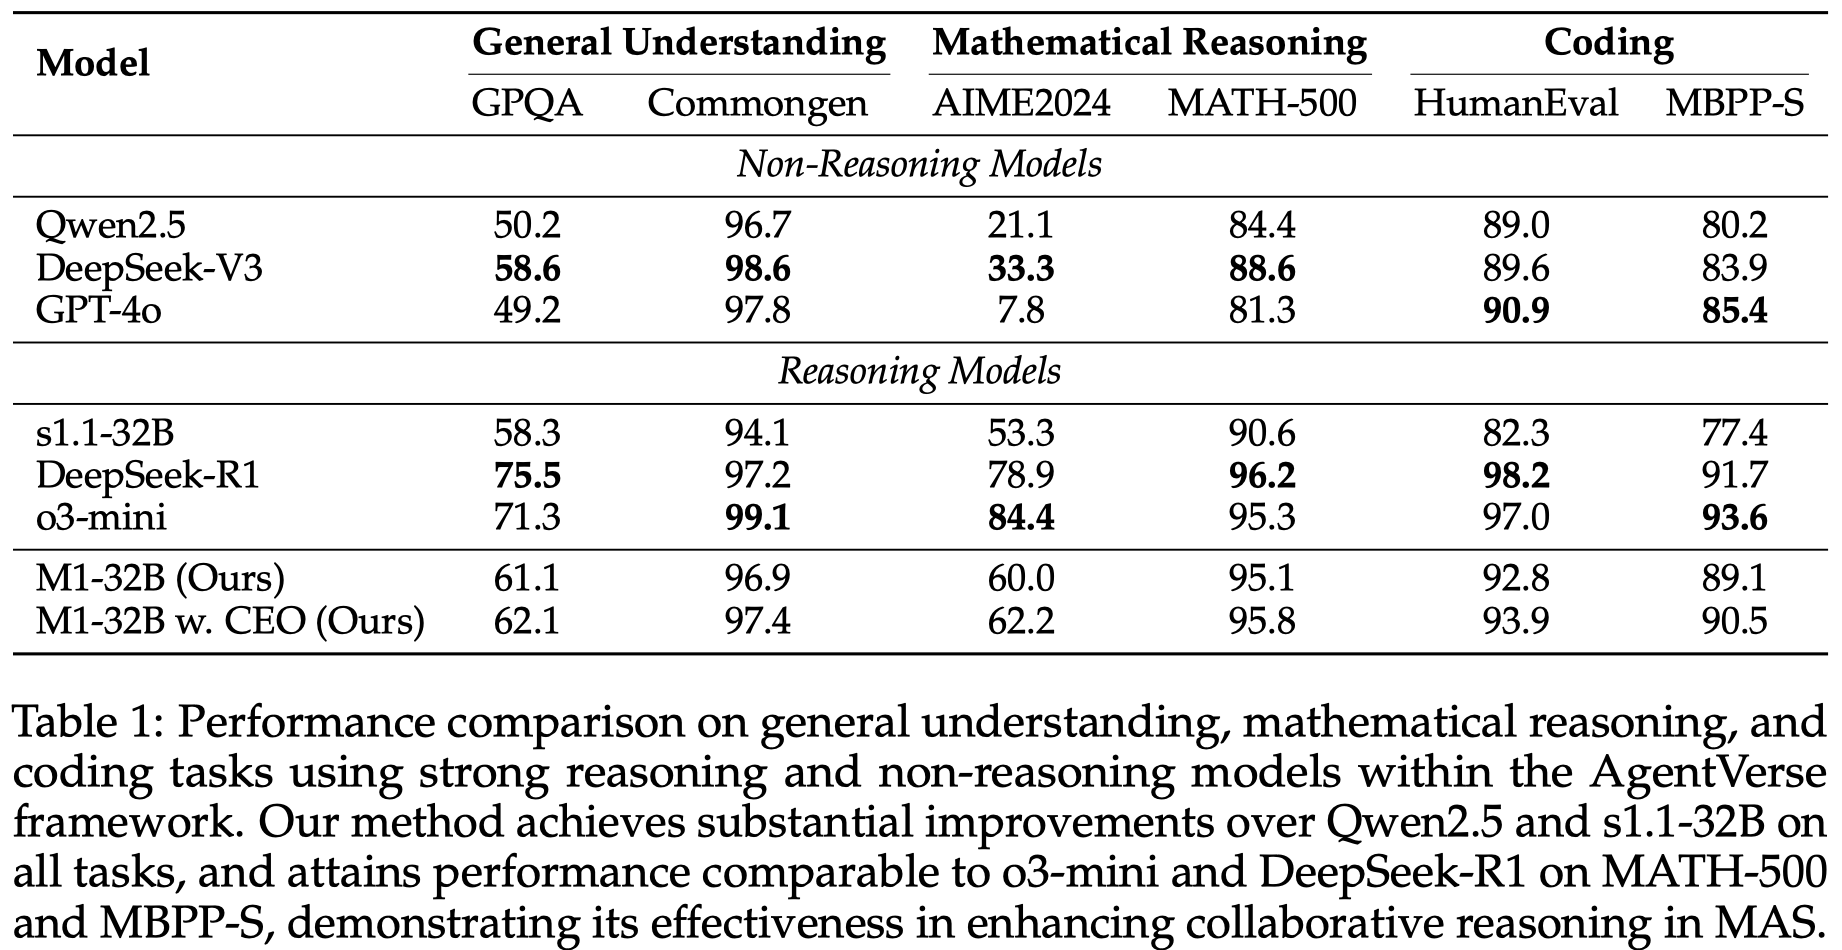 Model General Understanding Mathematical Reasoning Coding
GPQA Commongen AIME2024 MATH-500 HumanEval MBPP-S
Non-Reasoning Models
Qwen2.5 50.2 96.7 21.1 84.4 89.0 80.2
DeepSeek-V3 58.6 98.6 33.3 88.6 89.6 83.9
GPT-4o 49.2 97.8 7.8 81.3 90.9 85.4
Reasoning Models
s1.1-32B 58.3 94.1 53.3 90.6 82.3 77.4
DeepSeek-R1 75.5 97.2 78.9 96.2 98.2 91.7
o3-mini 71.3 99.1 84.4 95.3 97.0 93.6
M1-32B (Ours) 61.1 96.9 60.0 95.1 92.8 89.1
M1-32B w. CEO (Ours) 62.1 97.4 62.2 95.8 93.9 90.5
Table 1: Performance comparison on general understanding, mathematical reasoning, and
coding tasks using strong reasoning and non-reasoning models within the AgentVerse
framework. Our method achieves substantial improvements over Qwen2.5 and s1.1-32B on
all tasks, and attains performance comparable to o3-mini and DeepSeek-R1 on MATH-500
and MBPP-S, demonstrating its effectiveness in enhancing collaborative reasoning in MAS.